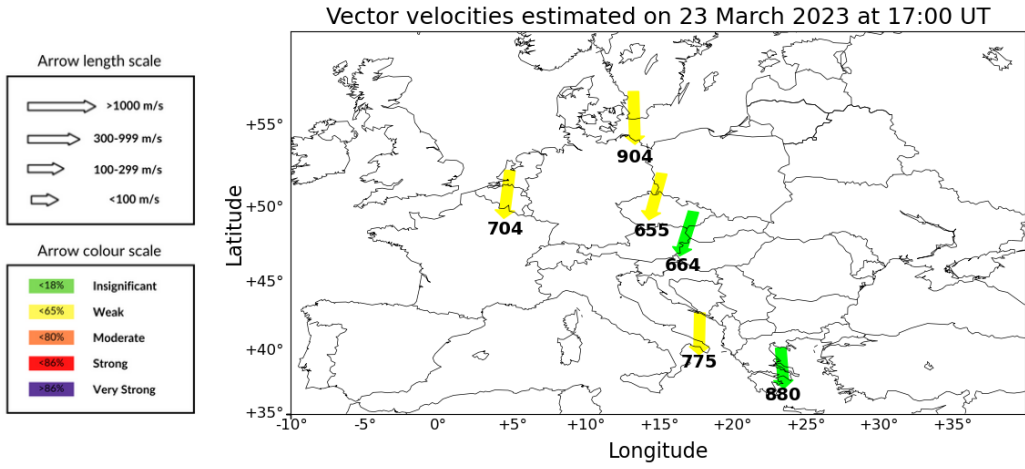 Vector velocities estimated on 23 March 2023 at 17:00 UT
Arrow length scale
>1000 m/s
300-999 m/s
100-299 m/s
<100 m/s
Arrow colour scale
<18% Insignificant
<65% Weak
<80% Moderate
<86% Strong
>86% Very Strong
Latitude
+55°
+50°
+45°
+40°
+35°
904
704
655
664
775
880
-10° -5° 0° +5° +10° +15° +20° +25° +30° +35°
Longitude